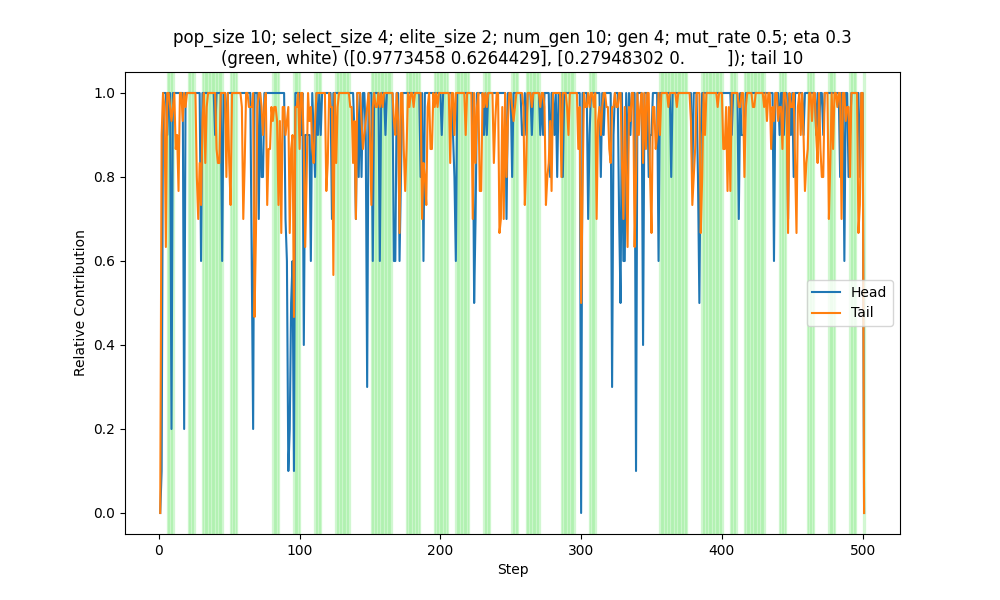 pop_size 10; select_size 4; elite_size 2; num_gen 10; gen 4; mut_rate 0.5; eta 0.3
(green, white) ([0.9773458 0.6264429], [0.27948302 0.        ]); tail 10
1.0
0.8
0.6
0.4
0.2
0.0
Relative Contribution
Head
Tail
0
100
200
300
400
500
Step